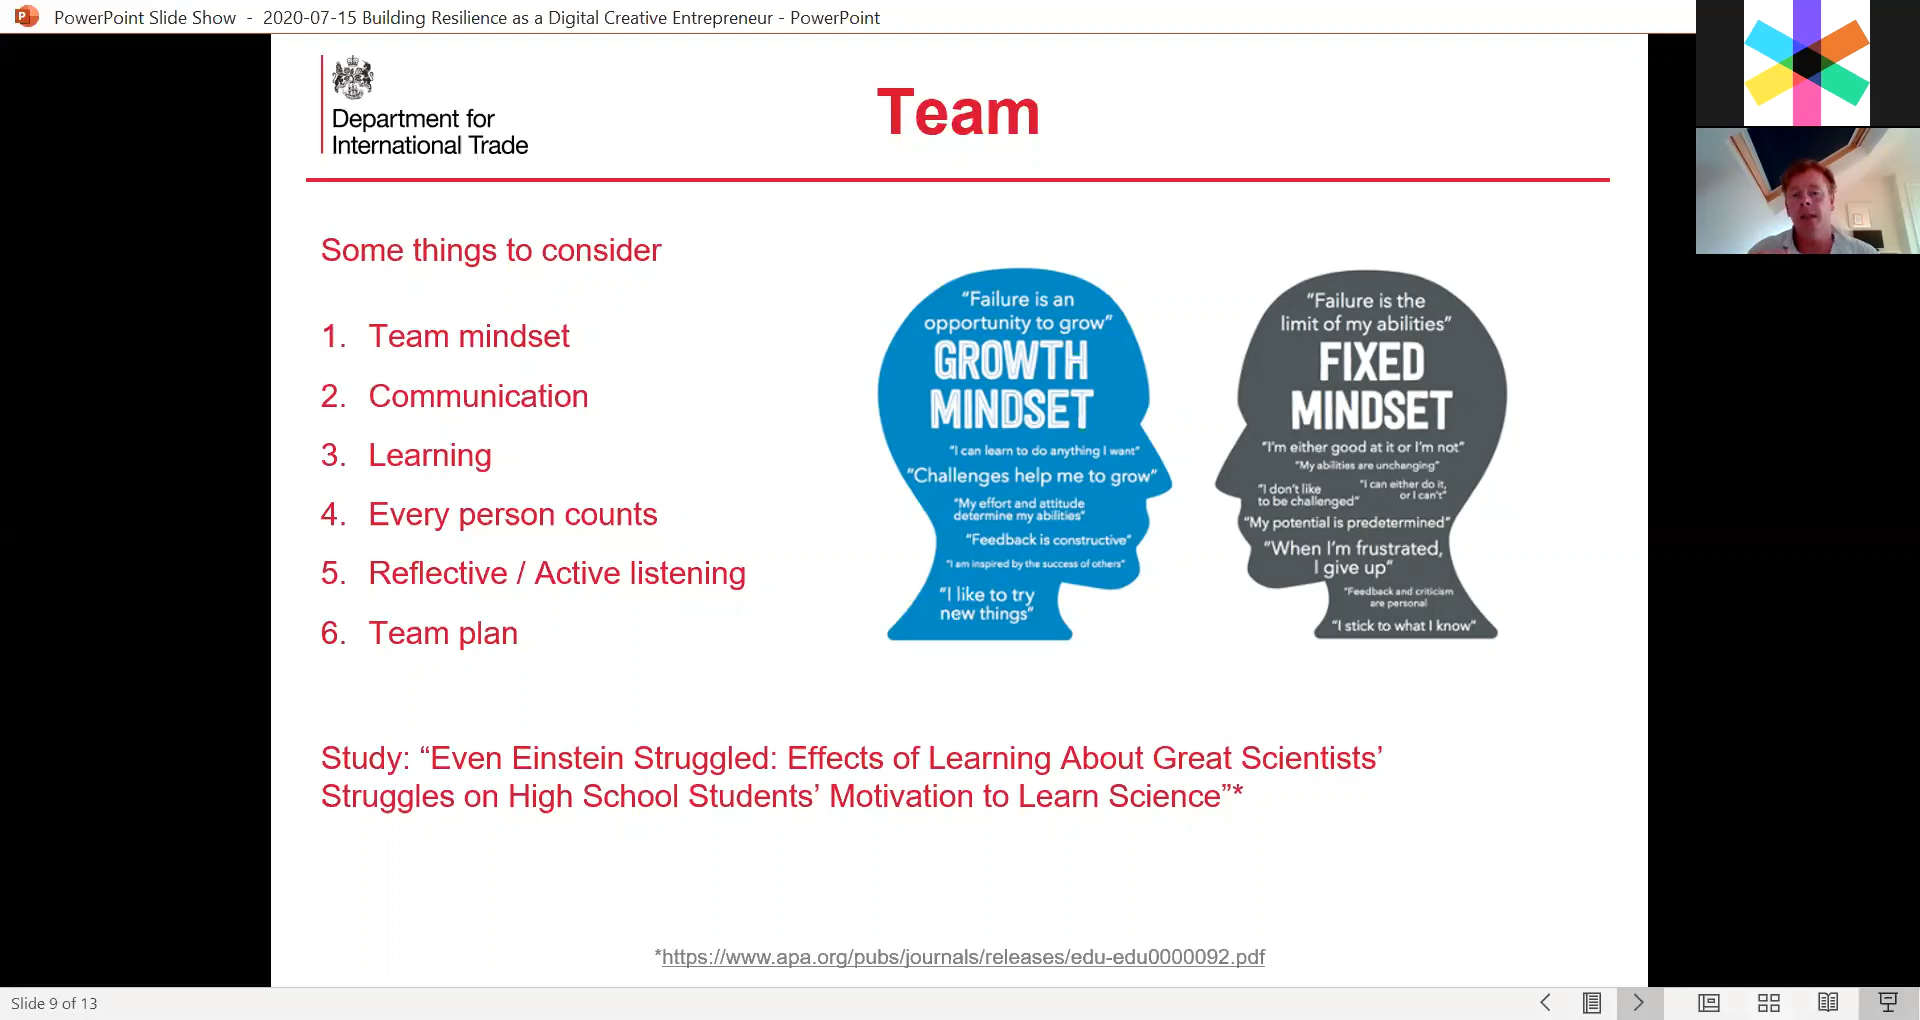 PowerPoint Slide Show - 2020-07-15 Building Resilience as a Digital Creative Entrepreneur - PowerPoint
Department for
International Trade
Team
Some things to consider
1. Team mindset
2. Communication
3. Learning
4. Every person counts
5. Reflective / Active listening
6. Team plan
“Failure is an
opportunity to grow”
GROWTH
MINDSET
“I can learn to do anything I want”
“Challenges help me to grow”
“My effort and attitude
determine my abilities”
“Feedback is constructive”
“I am inspired by the success of others”
“I like to try
new things”
“Failure is the
limit of my abilities”
FIXED
MINDSET
“I’m either good at it or I’m not”
“My abilities are unchanging”
“I don’t like
to be challenged”
“I can either do it,
or I can’t”
“My potential is predetermined”
“When I’m frustrated,
I give up”
“Feedback and criticism
are personal
“I stick to what I know”
Study: “Even Einstein Struggled: Effects of Learning About Great Scientists’
Struggles on High School Students’ Motivation to Learn Science”*
*https://www.apa.org/pubs/journals/releases/edu-edu0000092.pdf
Slide 9 of 13